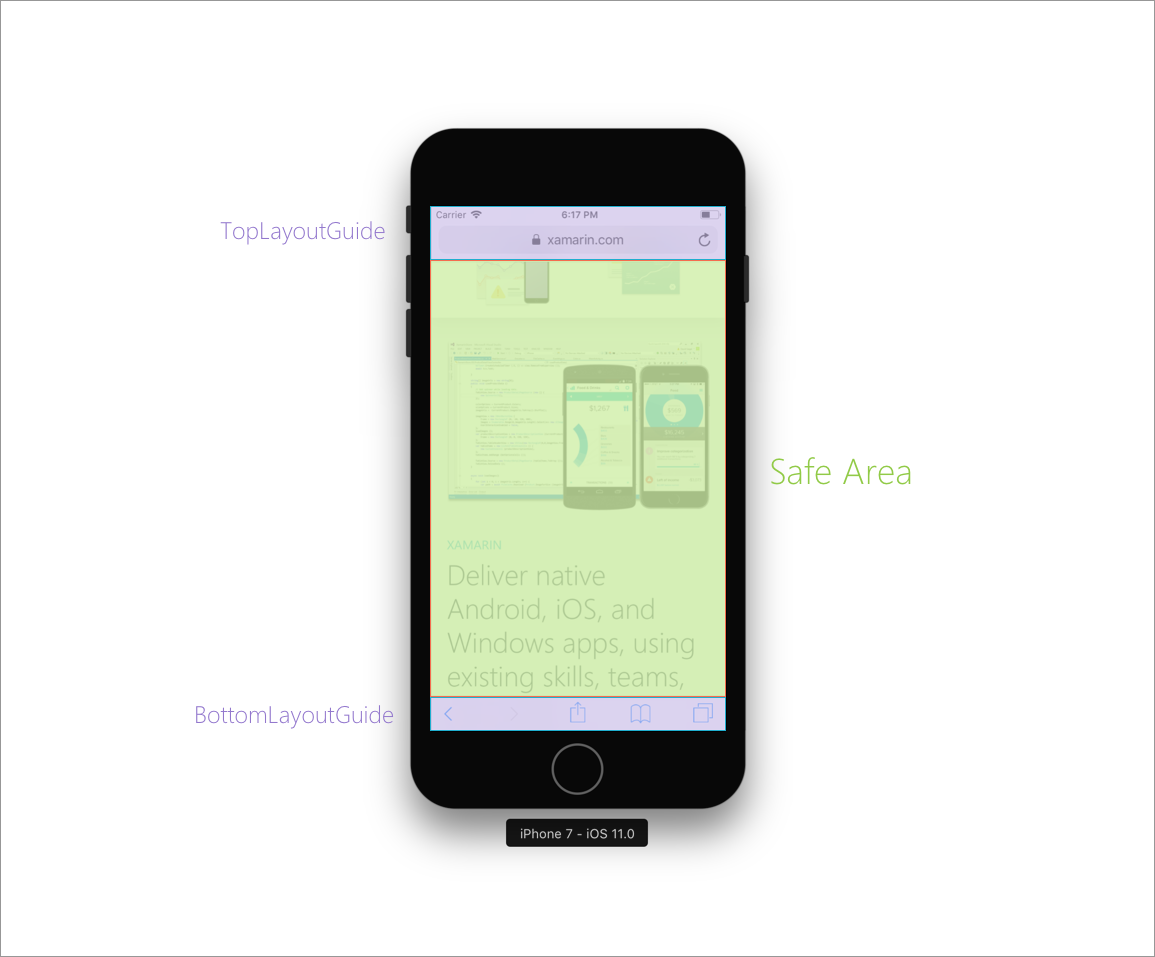 TopLayoutGuide
Carrier
6:17 PM
xamarin.com
$1,267
Safe Area
XAMARIN
Deliver native
Android, iOS, and
Windows apps, using
existing skills, teams,
BottomLayoutGuide
iPhone 7 - iOS 11.0